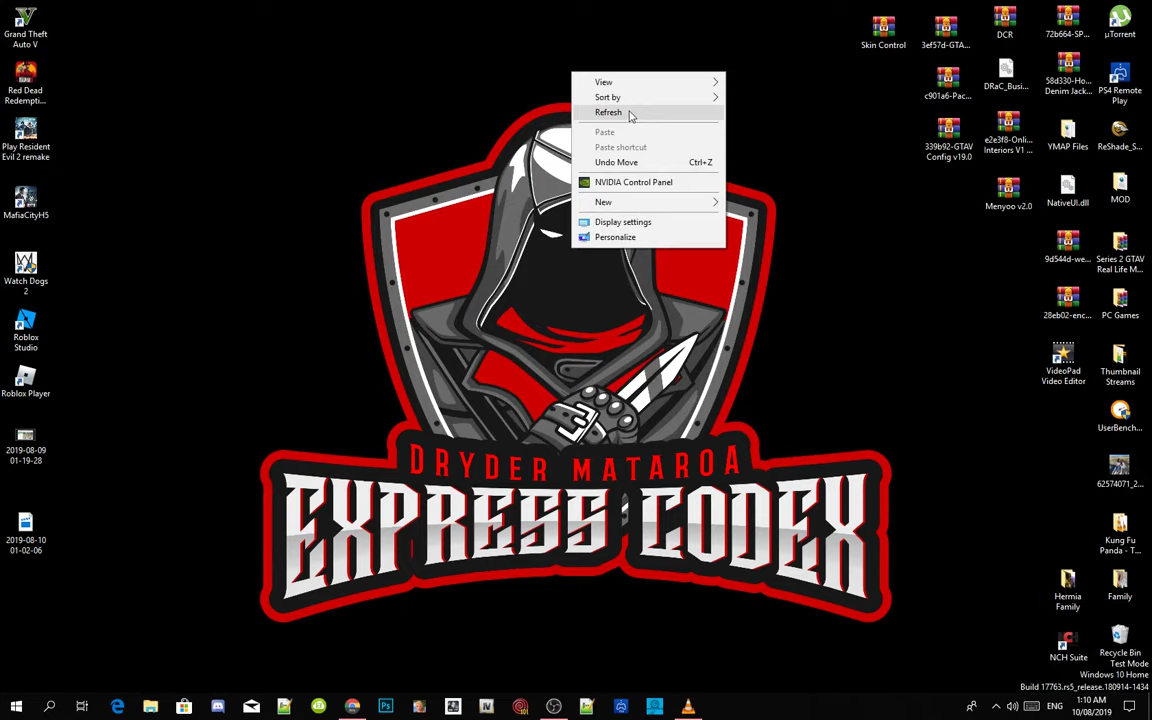 Grand Theft
Auto V
Red Dead
Redempti...
Play Resident
Evil 2 remake
MafiaCityH5
Watch Dogs
2
Roblox
Studio
Roblox Player
2019-08-09
01-19-28
2019-08-10
01-02-06
View
Sort by
Refresh
Paste
Paste shortcut
Undo Move Ctrl+Z
NVIDIA Control Panel
New
Display settings
Personalize
DRYDER MATAROA
EXPRESS CODEX
Skin Control
3ef57d-GTA...
DCR
72b664-SP...
µTorrent
c901a6-Pac...
DRaC_Busi...
58d330-Ho...
Denim Jack...
PS4 Remote
Play
339b92-GTAV
Config v19.0
e2e3f8-Onli...
Interiors V1 ...
YMAP Files
ReShade_S...
Menyoo v2.0
NativeUI.dll
MOD
9d544d-we...
Series 2 GTAV
Real Life M...
28eb02-enc...
PC Games
VideoPad
Video Editor
Thumbnail
Streams
UserBench...
62574071_2...
Kung Fu
Panda - T...
Hermia
Family
Family
NCH Suite
Recycle Bin
Test Mode
Windows 10 Home
Build 17763.rs5_release.180914-1434
ENG
1:10 AM
10/08/2019